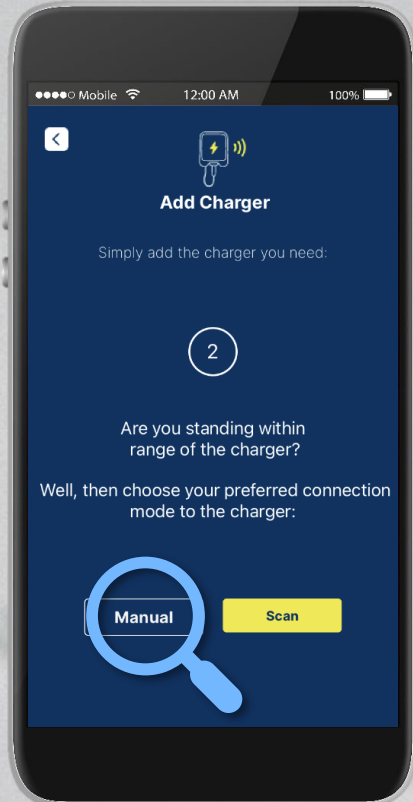 Mobile 12:00 AM 100%
Add Charger
Simply add the charger you need:
2
Are you standing within
range of the charger?
Well, then choose your preferred connection
mode to the charger:
Manual Scan